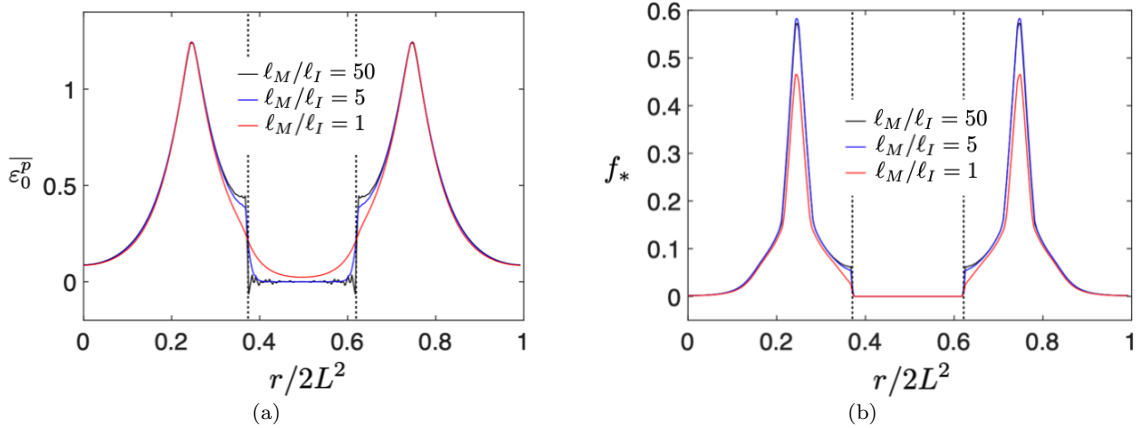 1
0.5
0
$\overline{\varepsilon_0^p}$
ℓ_M/ℓ_I = 50
ℓ_M/ℓ_I = 5
ℓ_M/ℓ_I = 1
0 0.2 0.4 0.6 0.8 1
r/2L²
(a)
0.6
0.5
0.4
0.3
0.2
0.1
0
f_*
ℓ_M/ℓ_I = 50
ℓ_M/ℓ_I = 5
ℓ_M/ℓ_I = 1
0 0.2 0.4 0.6 0.8 1
r/2L²
(b)